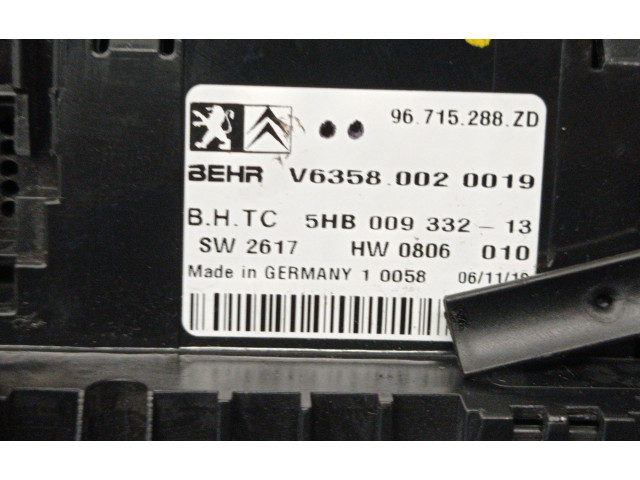 96.715.288.ZD
BEHR V6358.002 0019
B.H.TC 5HB 009 332-13
SW 2617 HW 0806 010
Made in GERMANY 1 0058